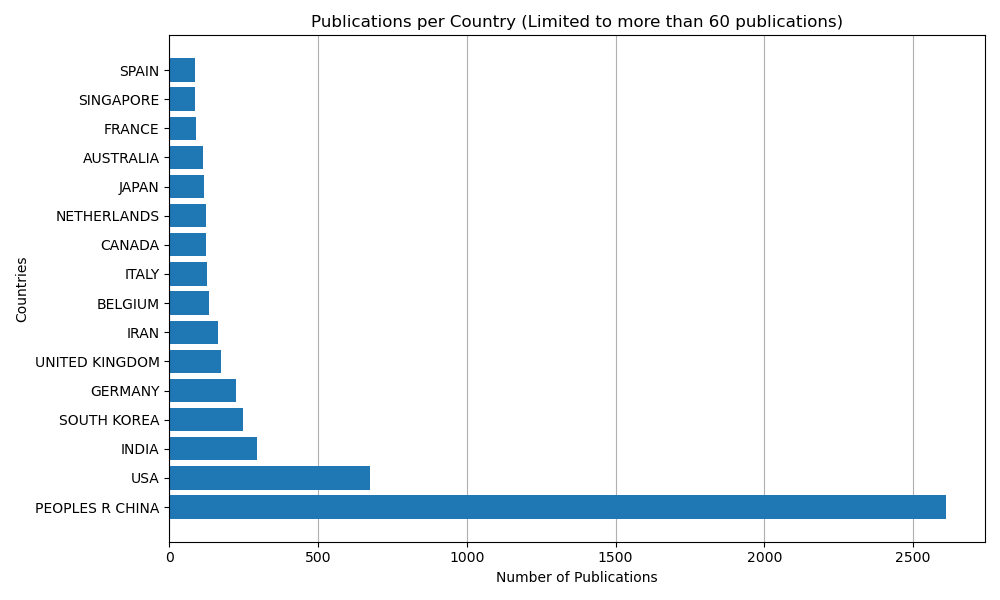 Publications per Country (Limited to more than 60 publications)
Countries
SPAIN
SINGAPORE
FRANCE
AUSTRALIA
JAPAN
NETHERLANDS
CANADA
ITALY
BELGIUM
IRAN
UNITED KINGDOM
GERMANY
SOUTH KOREA
INDIA
USA
PEOPLES R CHINA
0 500 1000 1500 2000 2500
Number of Publications